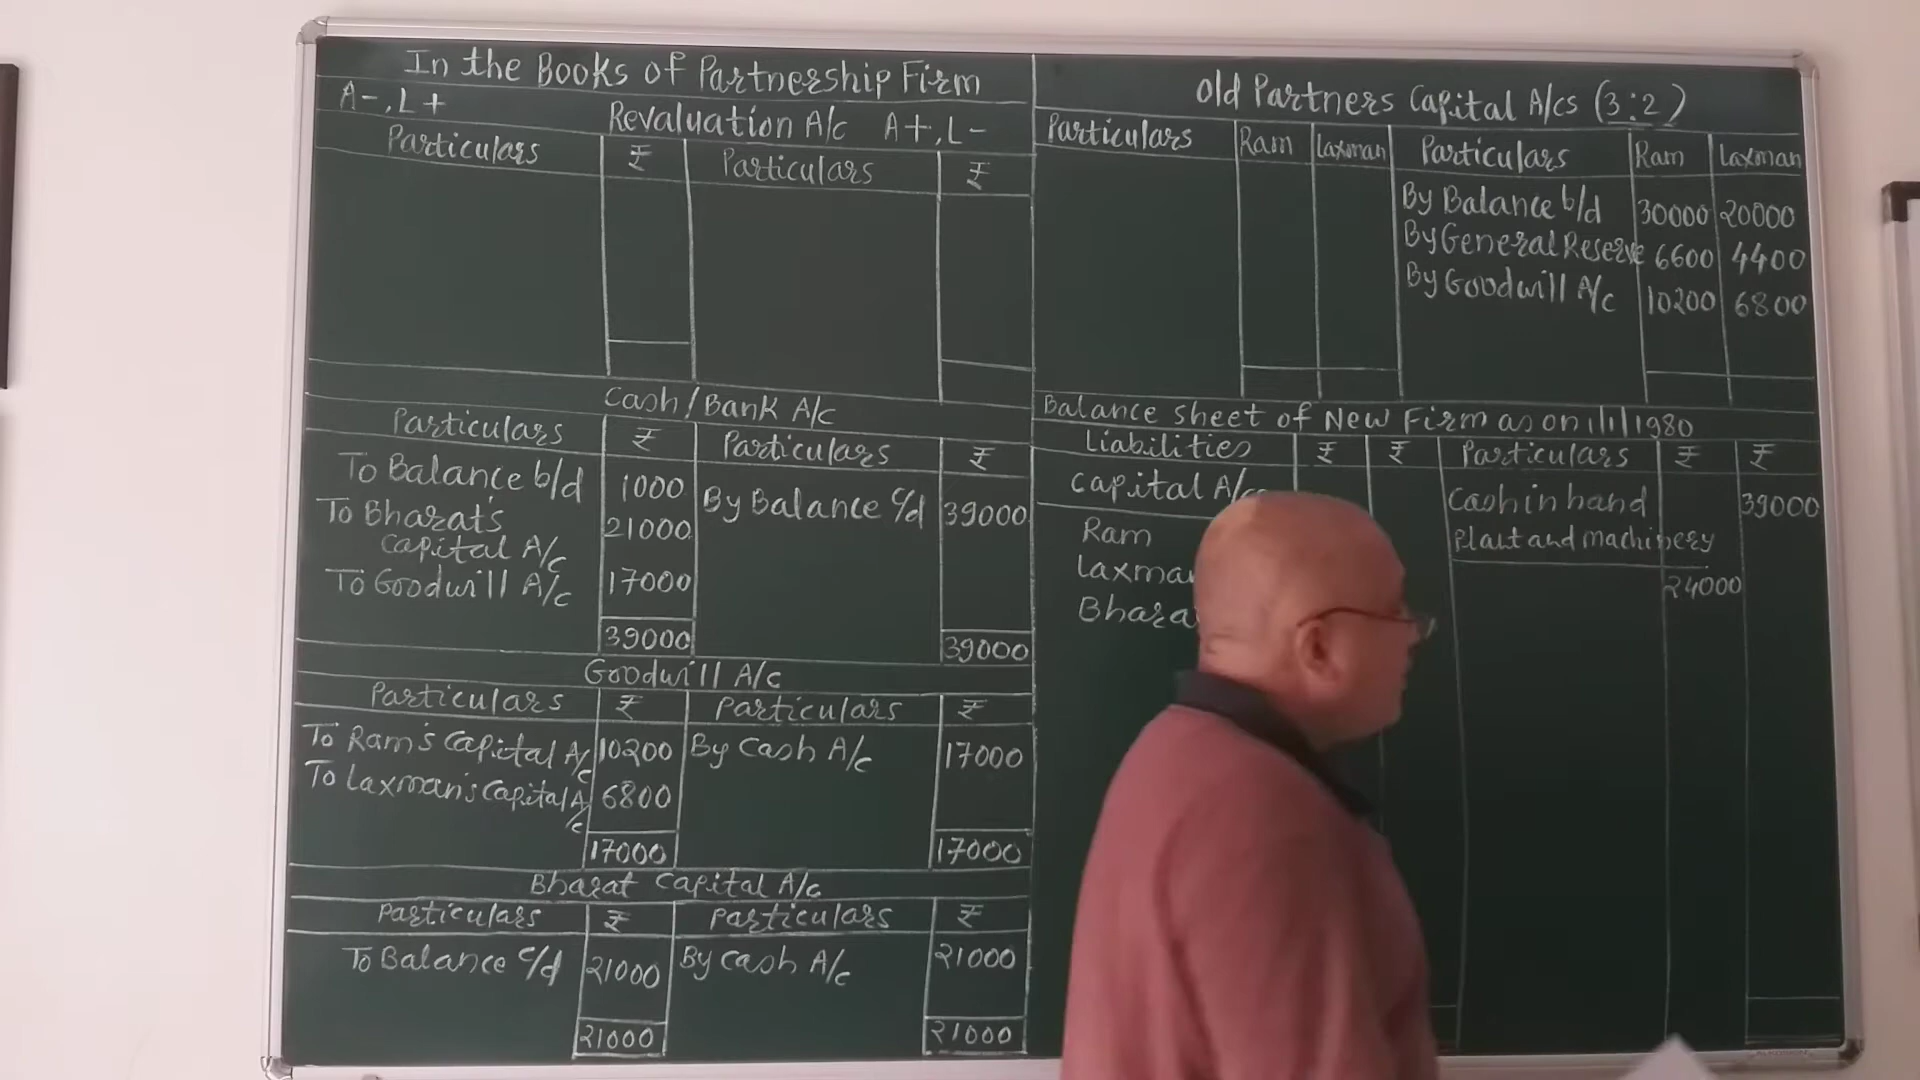 In the Books of Partnership Firm
A-, L+
Revaluation A/c A+, L-
Particulars ₹ Particulars ₹
Cash/Bank A/c
Particulars ₹ Particulars ₹
To Balance b/d 1000 By Balance c/d 39000
To Bharat's 21000
Capital A/c
To Goodwill A/c 17000
39000 39000
Goodwill A/c
Particulars ₹ Particulars ₹
To Ram's Capital A/c 10200 By Cash A/c 17000
To Laxman's Capital A/c 6800
17000 17000
Bharat Capital A/c
Particulars ₹ Particulars ₹
To Balance c/d 21000 By Cash A/c 21000
21000 21000
Old Partners Capital A/cs (3:2)
Particulars Ram Laxman Particulars Ram Laxman
By Balance b/d 30000 20000
By General Reserve 6600 4400
By Goodwill A/c 10200 6800
Balance sheet of New Firm as on 1/1/1980
Liabilities ₹ ₹ Particulars ₹ ₹
Capital A/cs Cash in hand 39000
Ram Plant and machinery
Laxma 24000
Bhara